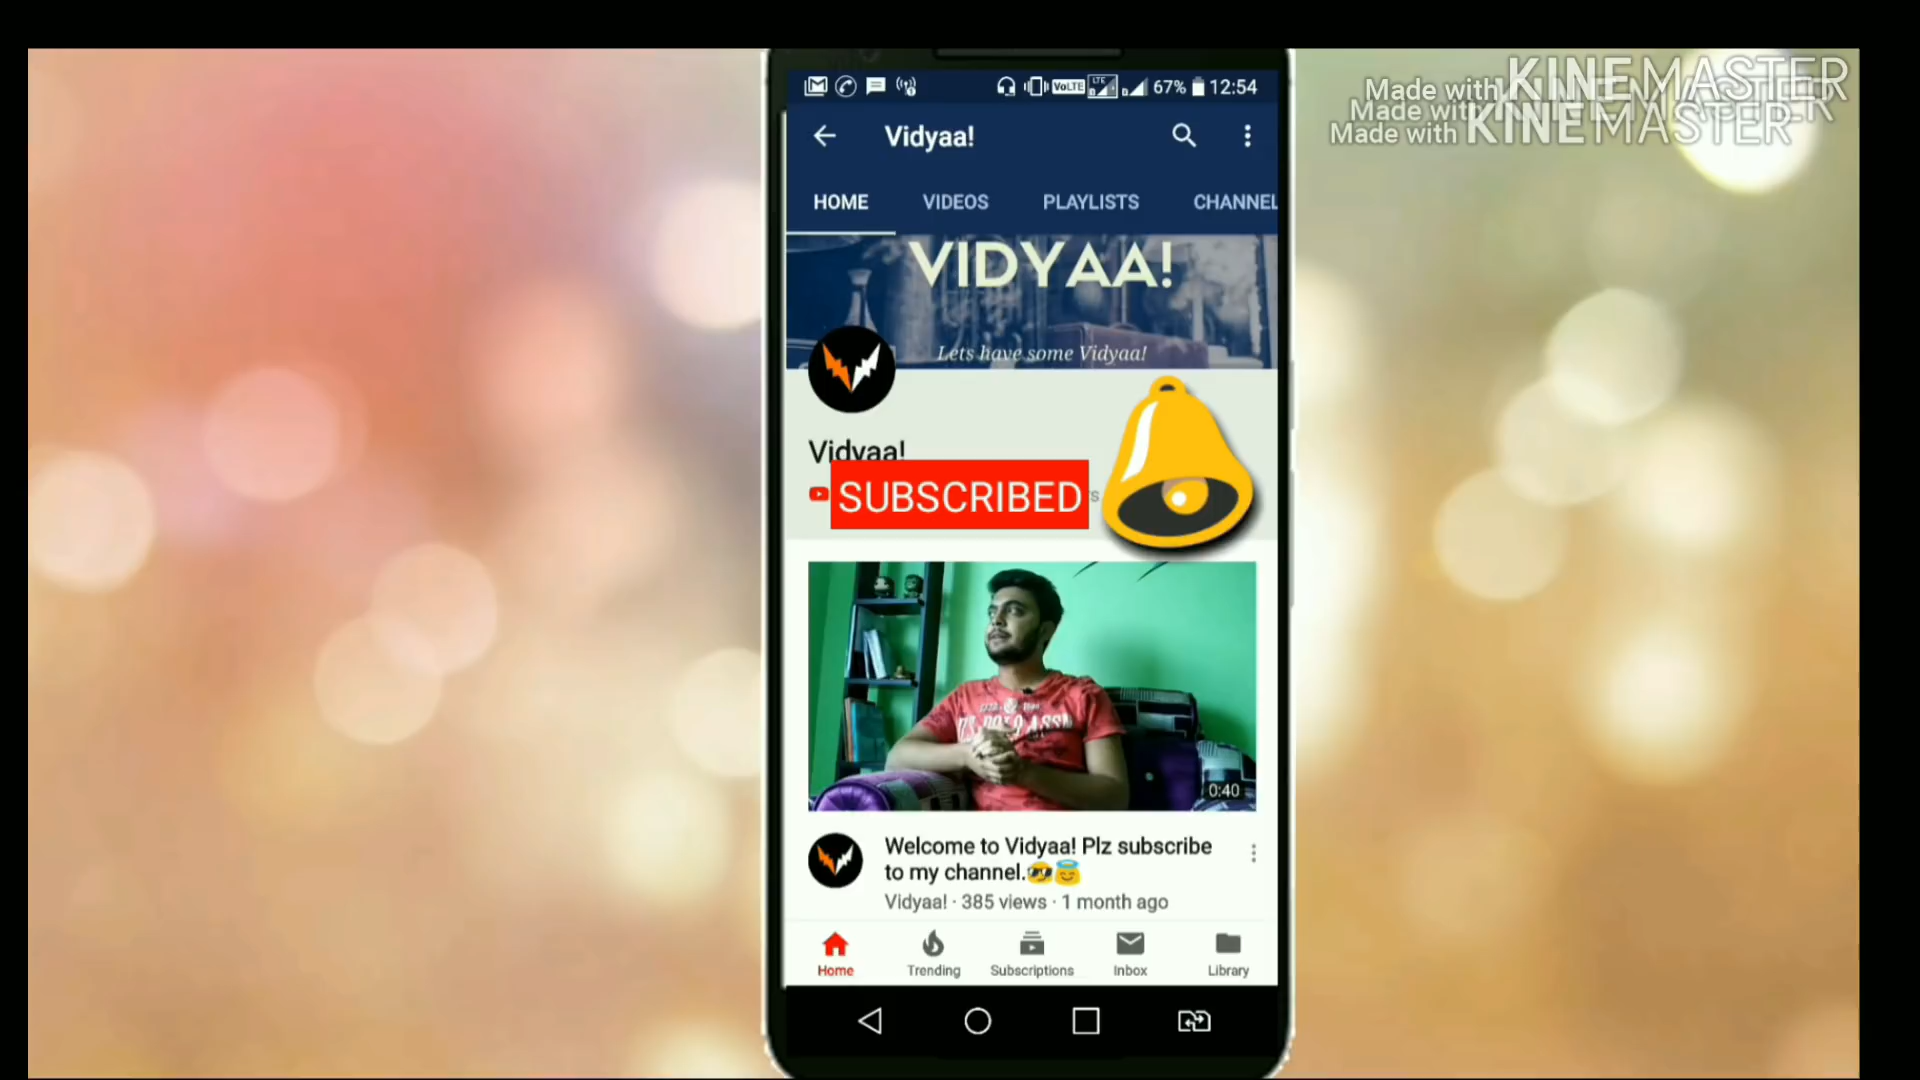 Made with KINEMASTER
Made with KINEMASTER
Made with KINEMASTER
VoLTE LTE 67% 12:54
Vidyaa!
HOME VIDEOS PLAYLISTS CHANNEL
VIDYAA!
Lets have some Vidyaa!
Vidyaa!
SUBSCRIBED
0:40
Welcome to Vidyaa! Plz subscribe
to my channel.😎😇
Vidyaa! · 385 views · 1 month ago
Home Trending Subscriptions Inbox Library